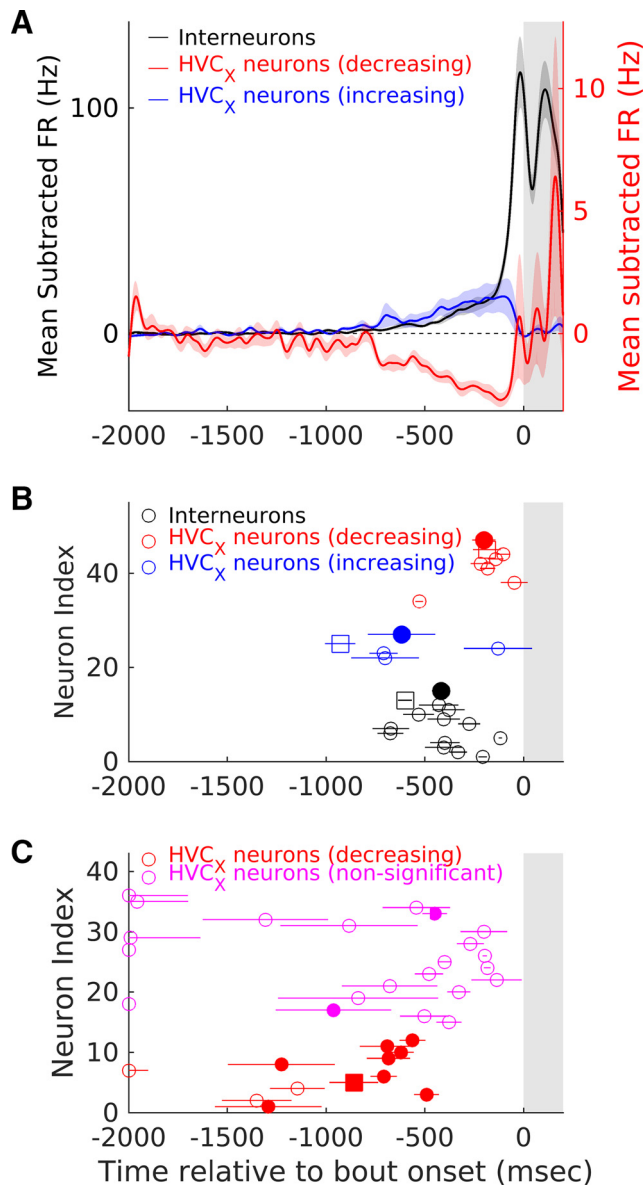 A
Interneurons
HVCX neurons (decreasing)
HVCX neurons (increasing)
Mean Subtracted FR (Hz)
100
0
10
5
0
Mean subtracted FR (Hz)
-2000 -1500 -1000 -500 0
B
Interneurons
HVCX neurons (decreasing)
HVCX neurons (increasing)
Neuron Index
40
20
0
-2000 -1500 -1000 -500 0
C
HVCX neurons (decreasing)
HVCX neurons (non-significant)
Neuron Index
40
30
20
10
0
-2000 -1500 -1000 -500 0
Time relative to bout onset (msec)